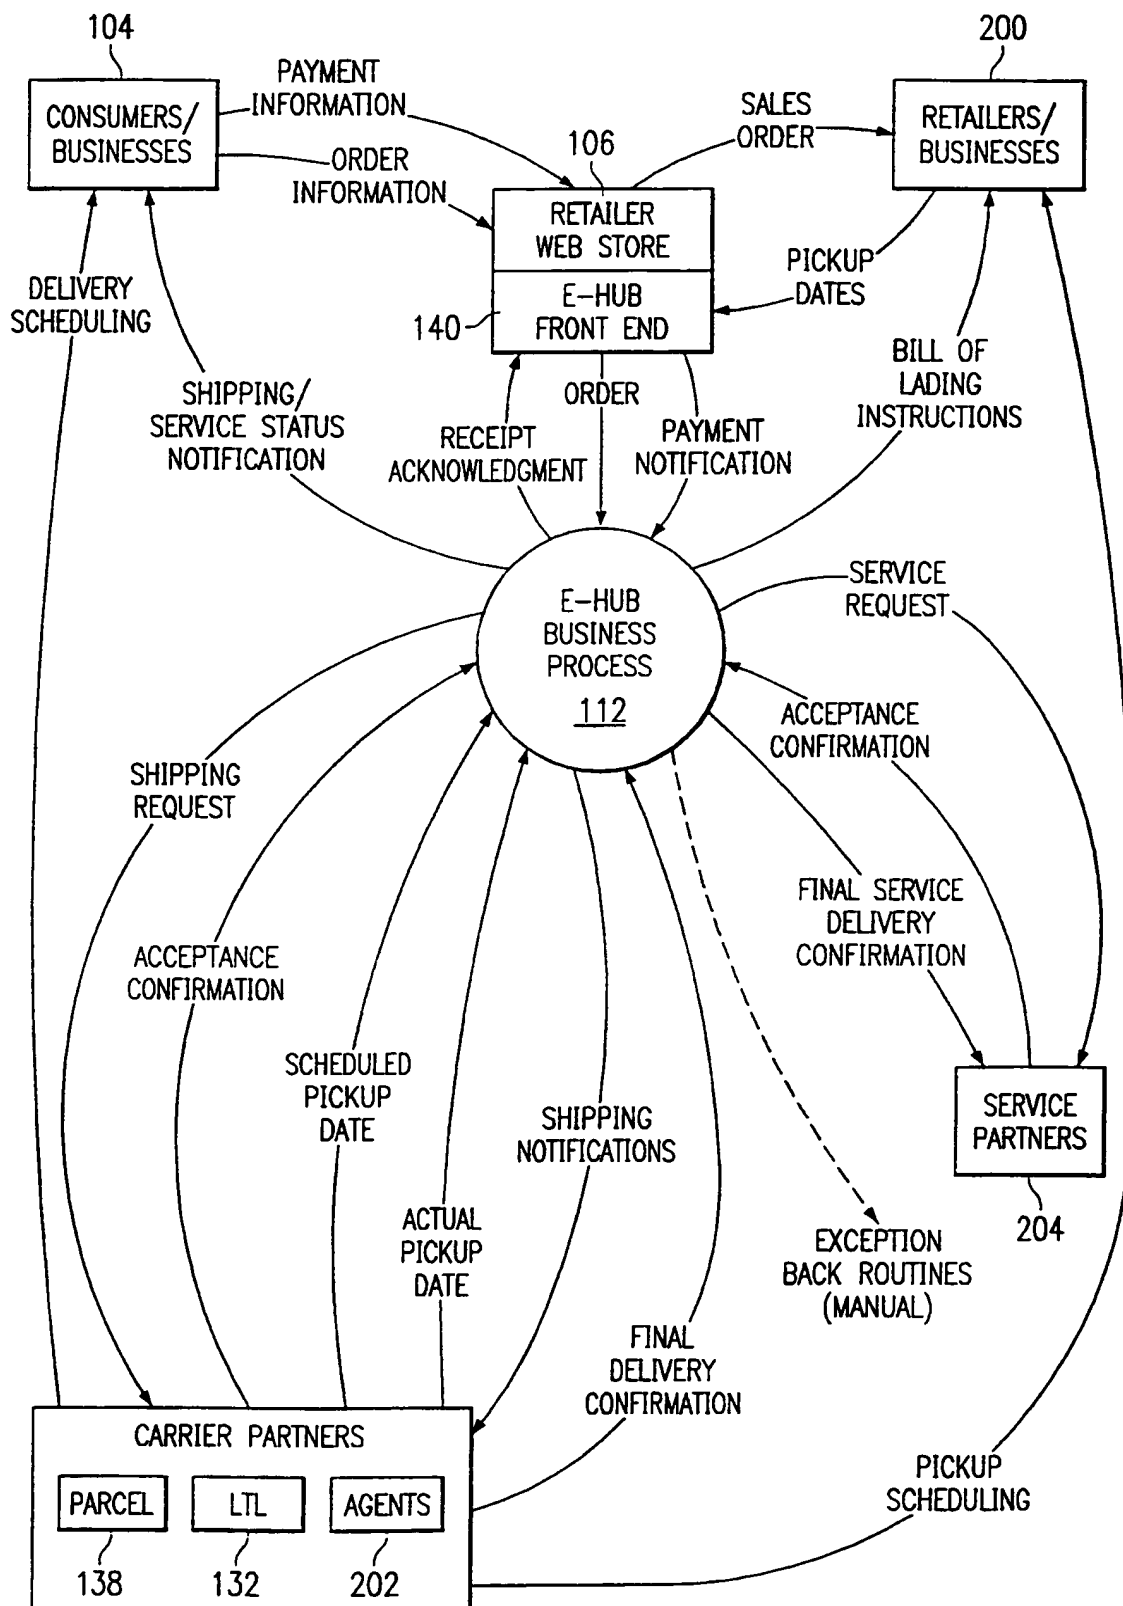 104
200
CONSUMERS/
BUSINESSES
PAYMENT
INFORMATION
ORDER
INFORMATION
106
SALES
ORDER
RETAILERS/
BUSINESSES
RETAILER
WEB STORE
E-HUB
FRONT END
140
PICKUP
DATES
DELIVERY
SCHEDULING
SHIPPING/
SERVICE STATUS
NOTIFICATION
RECEIPT
ACKNOWLEDGMENT
ORDER
PAYMENT
NOTIFICATION
BILL OF
LADING
INSTRUCTIONS
E-HUB
BUSINESS
PROCESS
112
SERVICE
REQUEST
ACCEPTANCE
CONFIRMATION
SHIPPING
REQUEST
FINAL SERVICE
DELIVERY
CONFIRMATION
ACCEPTANCE
CONFIRMATION
SCHEDULED
PICKUP
DATE
SHIPPING
NOTIFICATIONS
SERVICE
PARTNERS
204
ACTUAL
PICKUP
DATE
EXCEPTION
BACK ROUTINES
(MANUAL)
FINAL
DELIVERY
CONFIRMATION
CARRIER PARTNERS
PARCEL
LTL
AGENTS
138
132
202
PICKUP
SCHEDULING